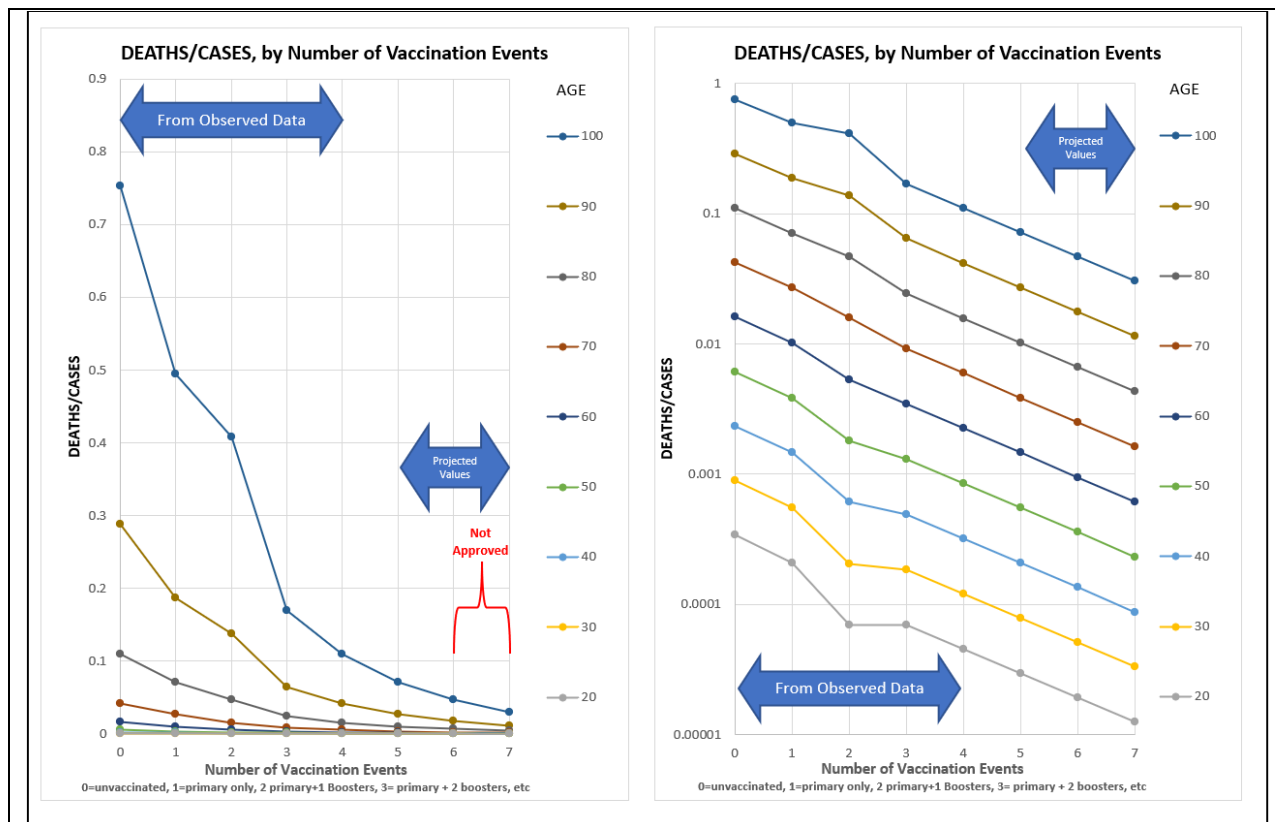 DEATHS/CASES, by Number of Vaccination Events
0.9
0.8
0.7
0.6
0.5
0.4
0.3
0.2
0.1
0
DEATHS/CASES
From Observed Data
Projected
Values
Not
Approved
AGE
100
90
80
70
60
50
40
30
20
0 1 2 3 4 5 6 7
Number of Vaccination Events
0=unvaccinated, 1=primary only, 2 primary+1 Boosters, 3= primary + 2 boosters, etc
DEATHS/CASES, by Number of Vaccination Events
1
0.1
0.01
0.001
0.0001
0.00001
DEATHS/CASES
Projected
Values
From Observed Data
AGE
100
90
80
70
60
50
40
30
20
0 1 2 3 4 5 6 7
Number of Vaccination Events
0=unvaccinated, 1=primary only, 2 primary+1 Boosters, 3= primary + 2 boosters, etc